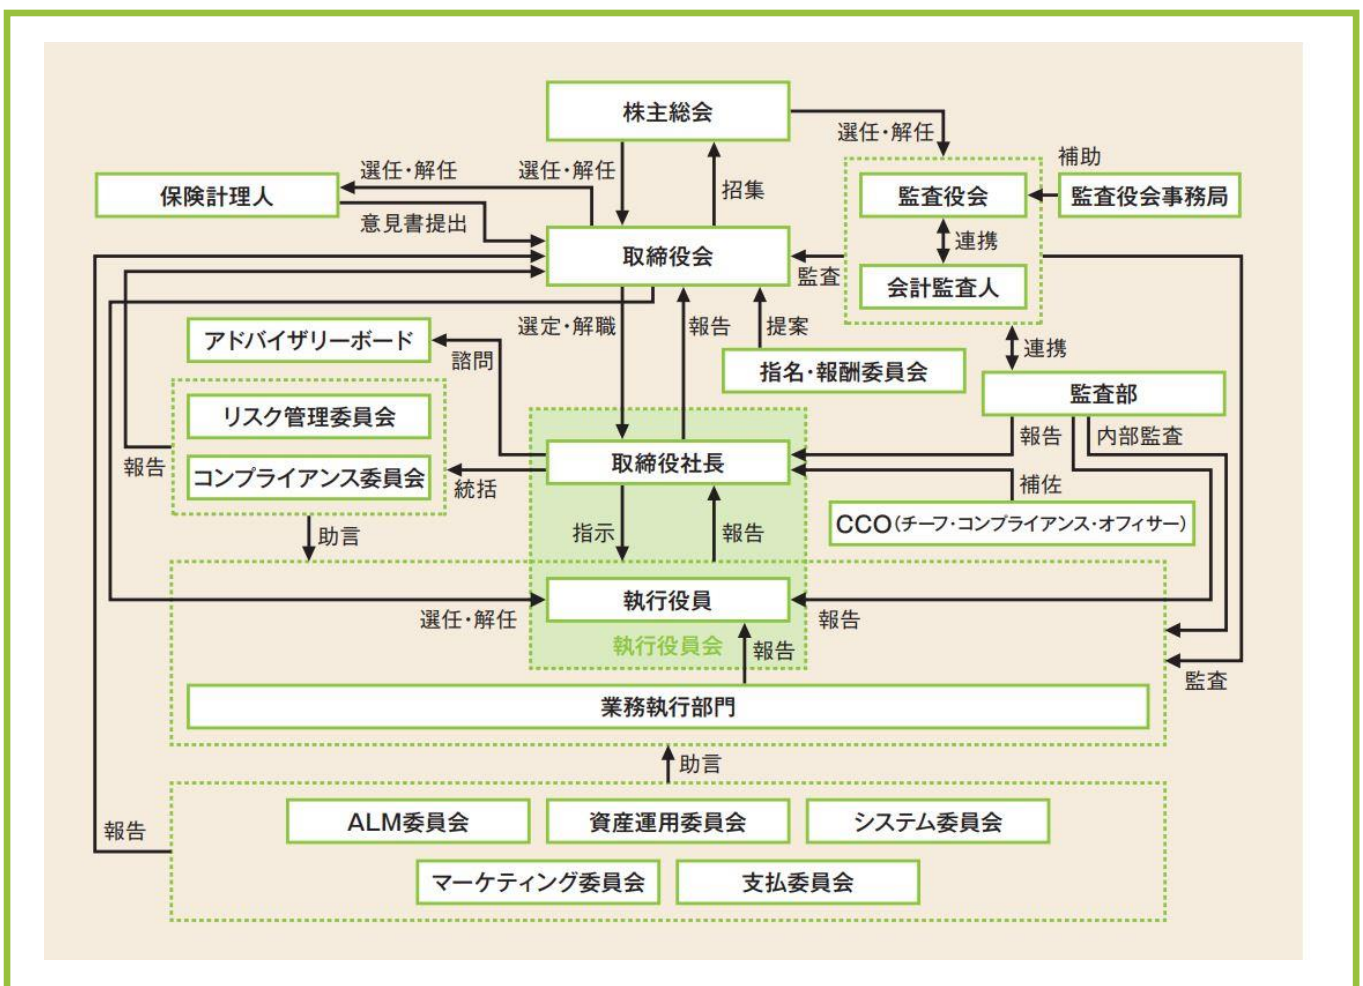 株主総会
選任・解任
補助
選任・解任
選任・解任
招集
保険計理人
監査役会
監査役会事務局
意見書提出
連携
取締役会
監査
会計監査人
選定・解職
報告
提案
アドバイザリーボード
諮問
連携
指名・報酬委員会
監査部
リスク管理委員会
報告
内部監査
報告
取締役社長
コンプライアンス委員会
統括
補佐
CCO(チーフ・コンプライアンス・オフィサー)
助言
指示
報告
執行役員
選任・解任
報告
執行役員会
報告
監査
業務執行部門
助言
報告
ALM委員会
資産運用委員会
システム委員会
マーケティング委員会
支払委員会